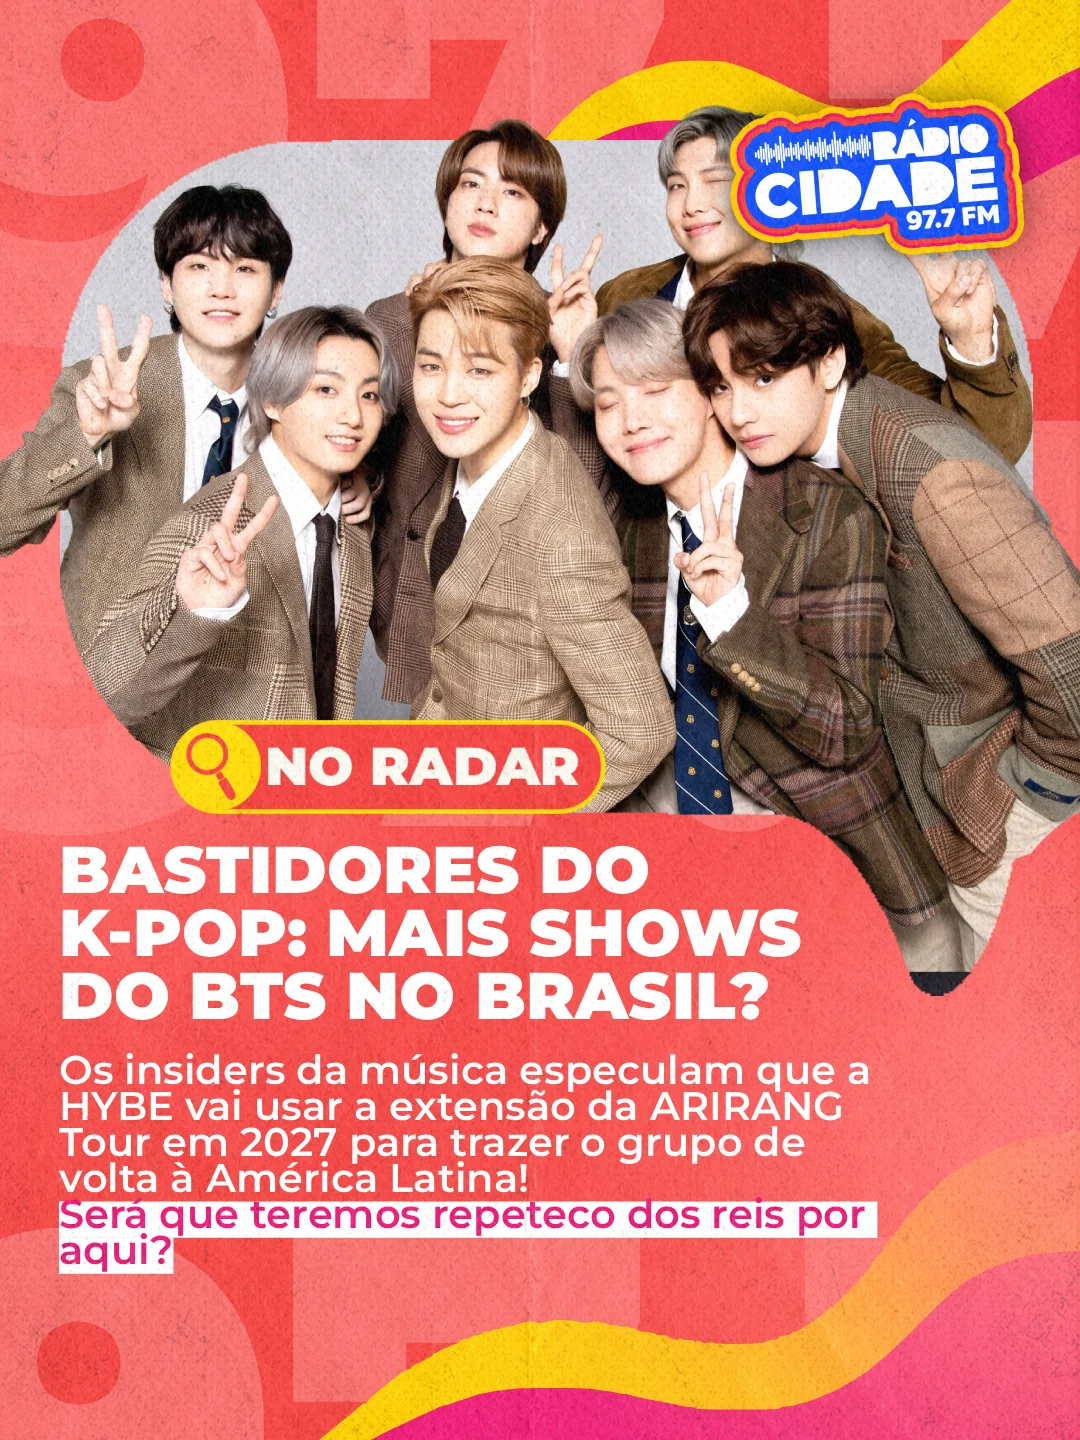 RÁDIO
CIDADE
97.7 FM
NO RADAR
BASTIDORES DO
K-POP: MAIS SHOWS
DO BTS NO BRASIL?
Os insiders da música especulam que a
HYBE vai usar a extensão da ARIRANG
Tour em 2027 para trazer o grupo de
volta à América Latina!
Será que teremos repeteco dos reis por
aqui?